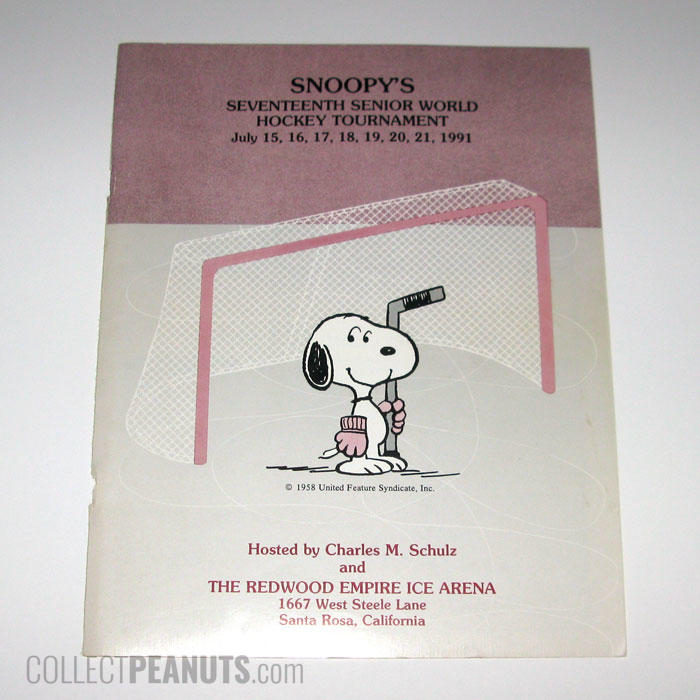 SNOOPY'S
SEVENTEENTH SENIOR WORLD
HOCKEY TOURNAMENT
July 15, 16, 17, 18, 19, 20, 21, 1991
© 1958 United Feature Syndicate, Inc.
Hosted by Charles M. Schulz
and
THE REDWOOD EMPIRE ICE ARENA
1667 West Steele Lane
Santa Rosa, California
COLLECTPEANUTS.com